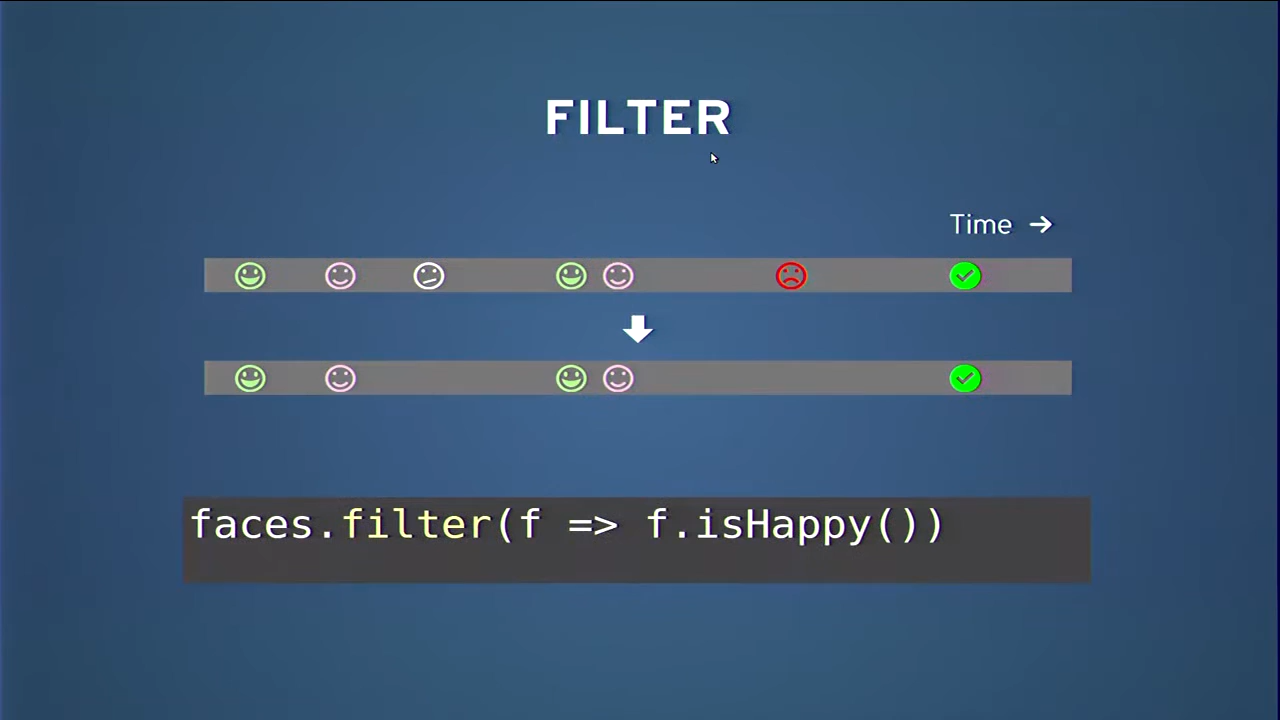 FILTER
Time →
faces.filter(f => f.isHappy())